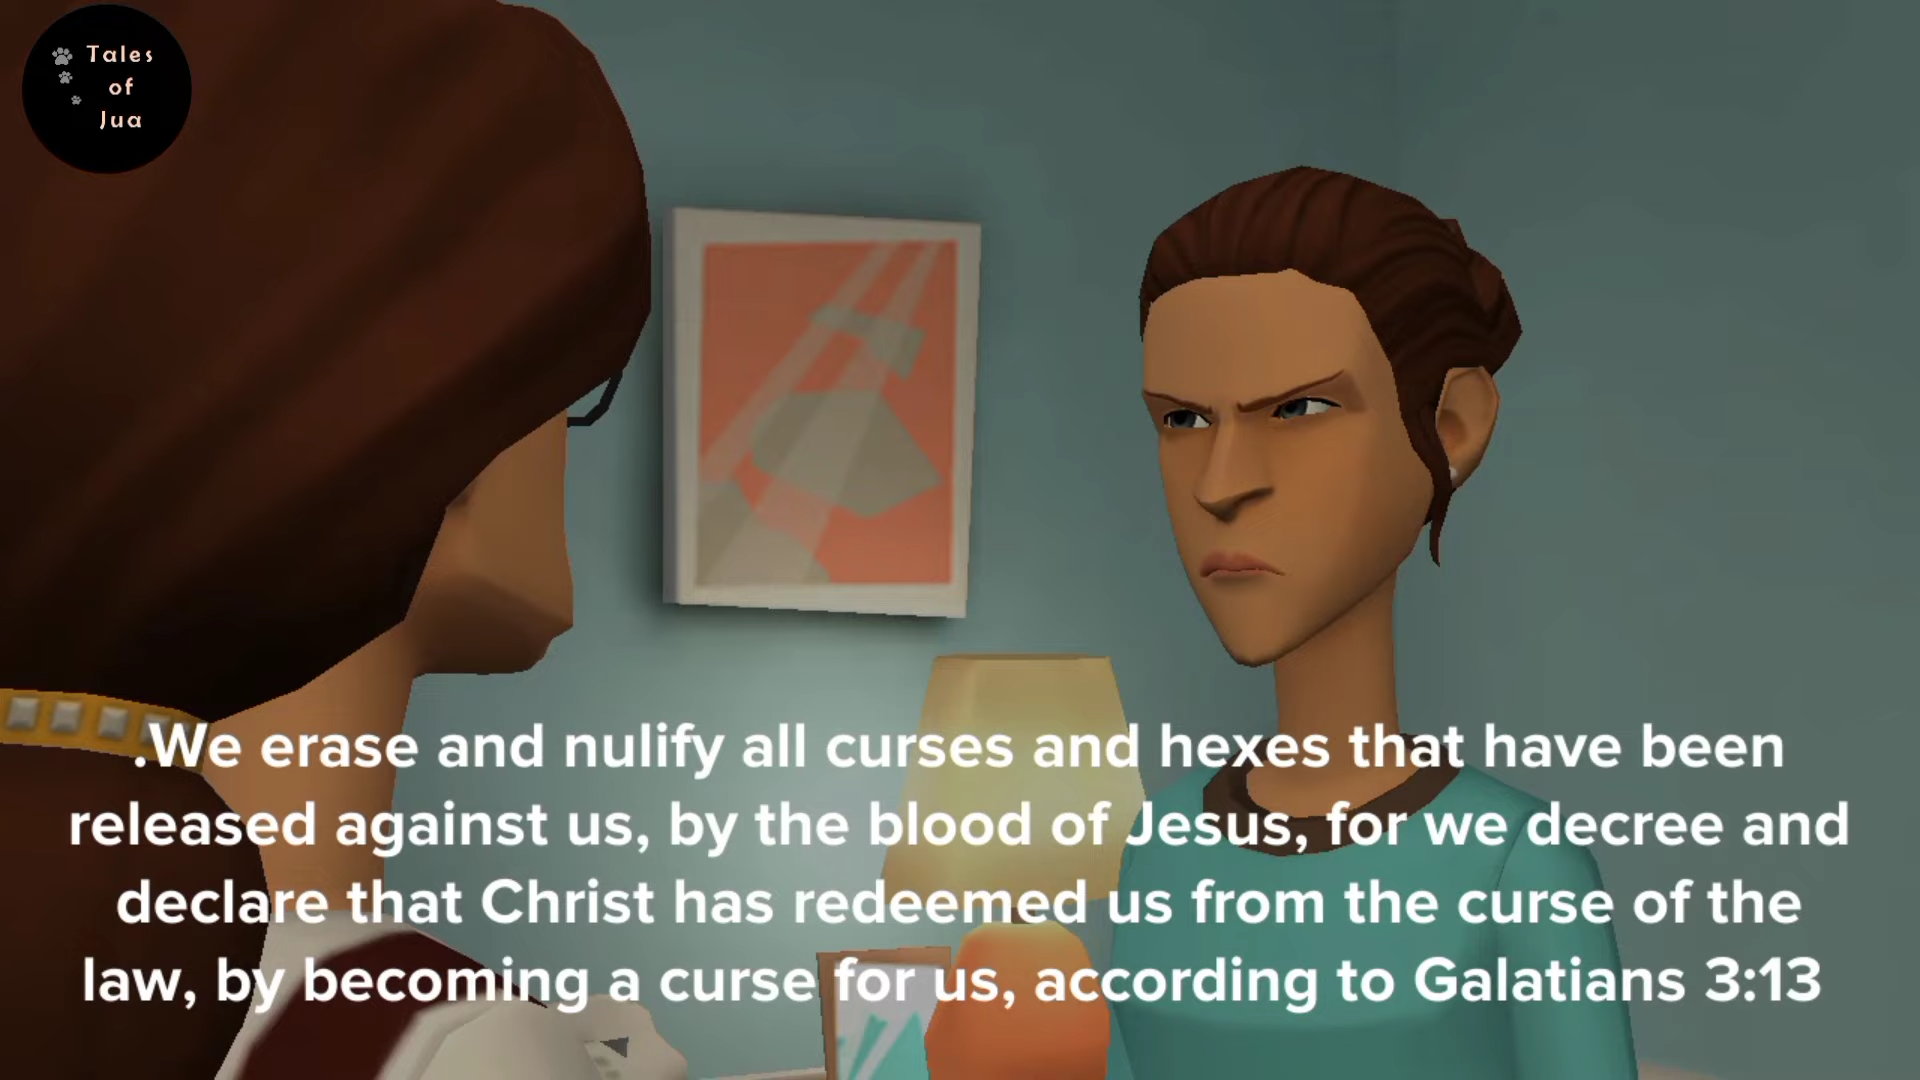 Tales
of
Jua
.We erase and nulify all curses and hexes that have been
released against us, by the blood of Jesus, for we decree and
declare that Christ has redeemed us from the curse of the
law, by becoming a curse for us, according to Galatians 3:13